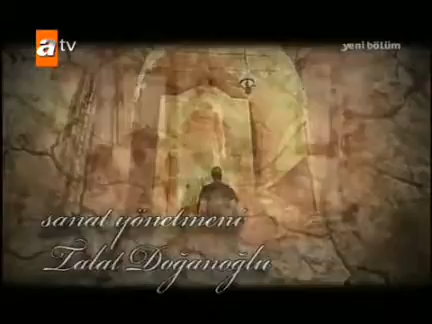 atv
yeni bölüm
sanat yönetmeni
Talat Doğanoğlu